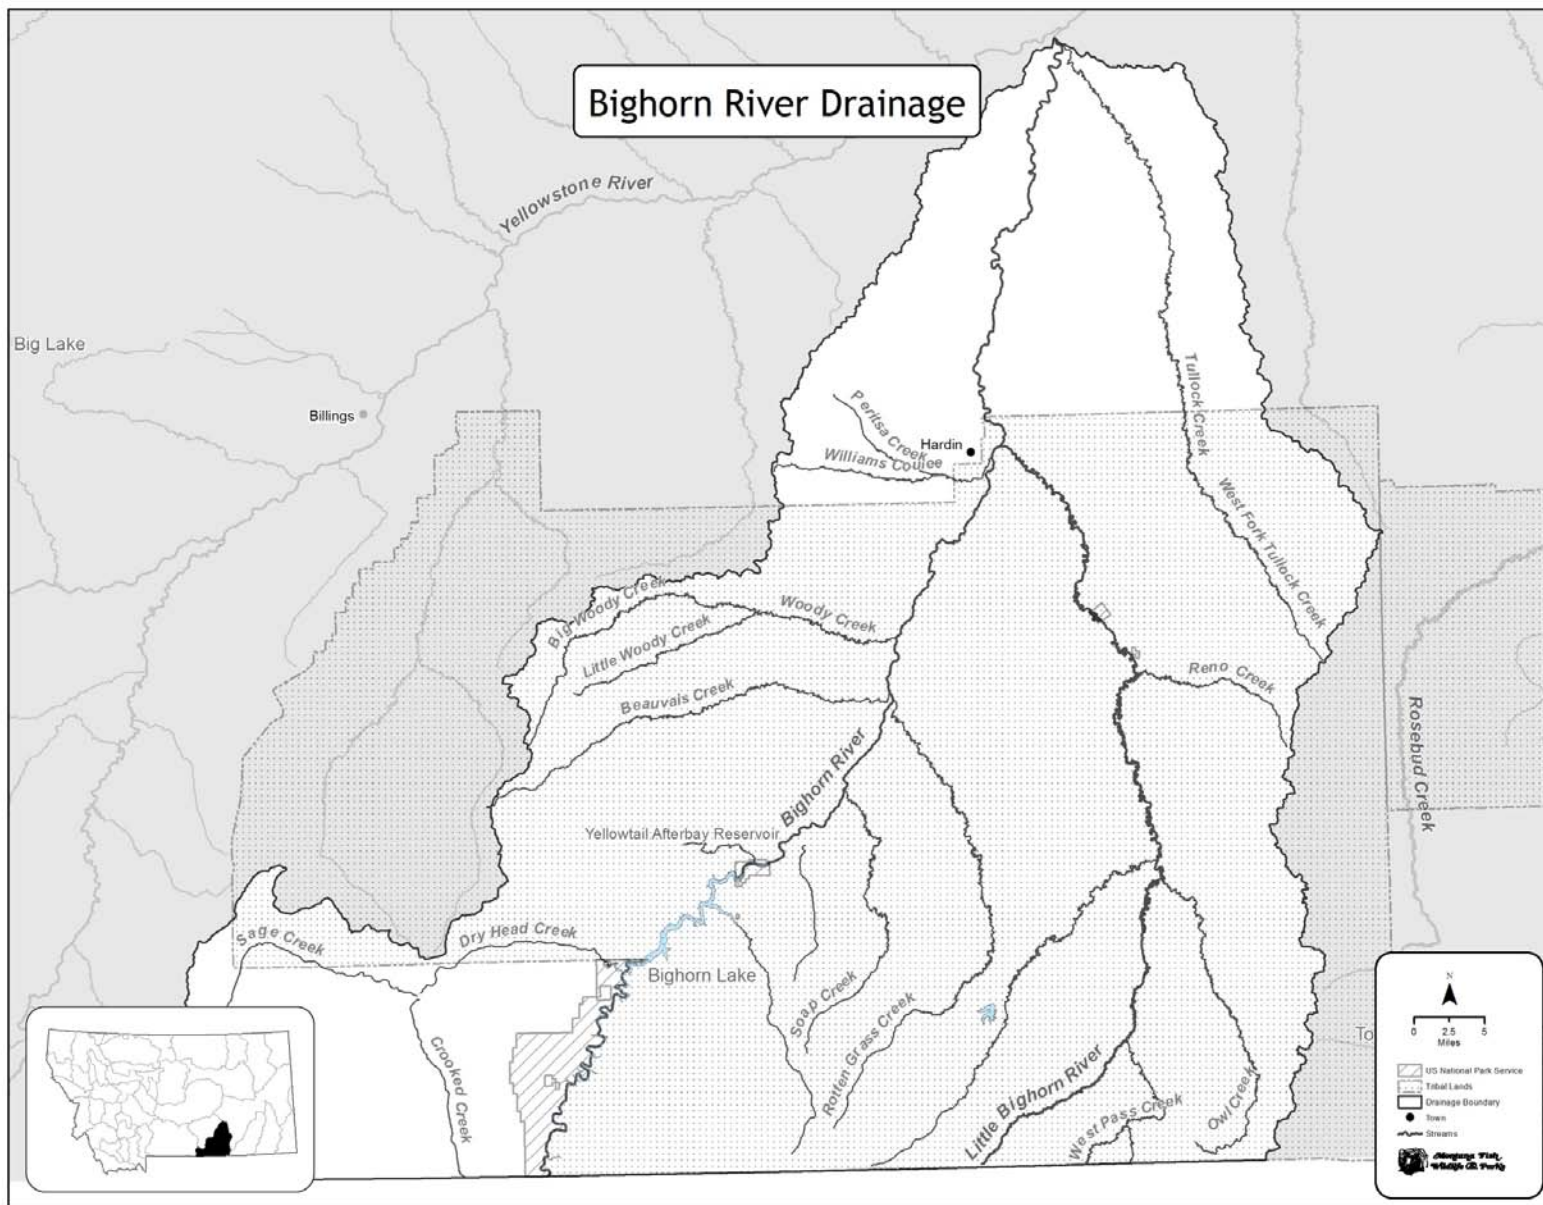 Bighorn River Drainage
Yellowstone River
Big Lake
Billings
Peritsa Creek
Hardin
Williams Coulee
Tullock Creek
West Fork Tullock Creek
Big Woody Creek
Woody Creek
Little Woody Creek
Reno Creek
Beauvais Creek
Rosebud Creek
Bighorn River
Yellowtail Afterbay Reservoir
Sage Creek
Dry Head Creek
Bighorn Lake
Soap Creek
Rotten Grass Creek
Crooked Creek
Little Bighorn River
West Pass Creek
Owl Creek
To
N
0 2.5 5
Miles
US National Park Service
Tribal Lands
Drainage Boundary
Town
Streams
Montana Fish
Wildlife & Parks